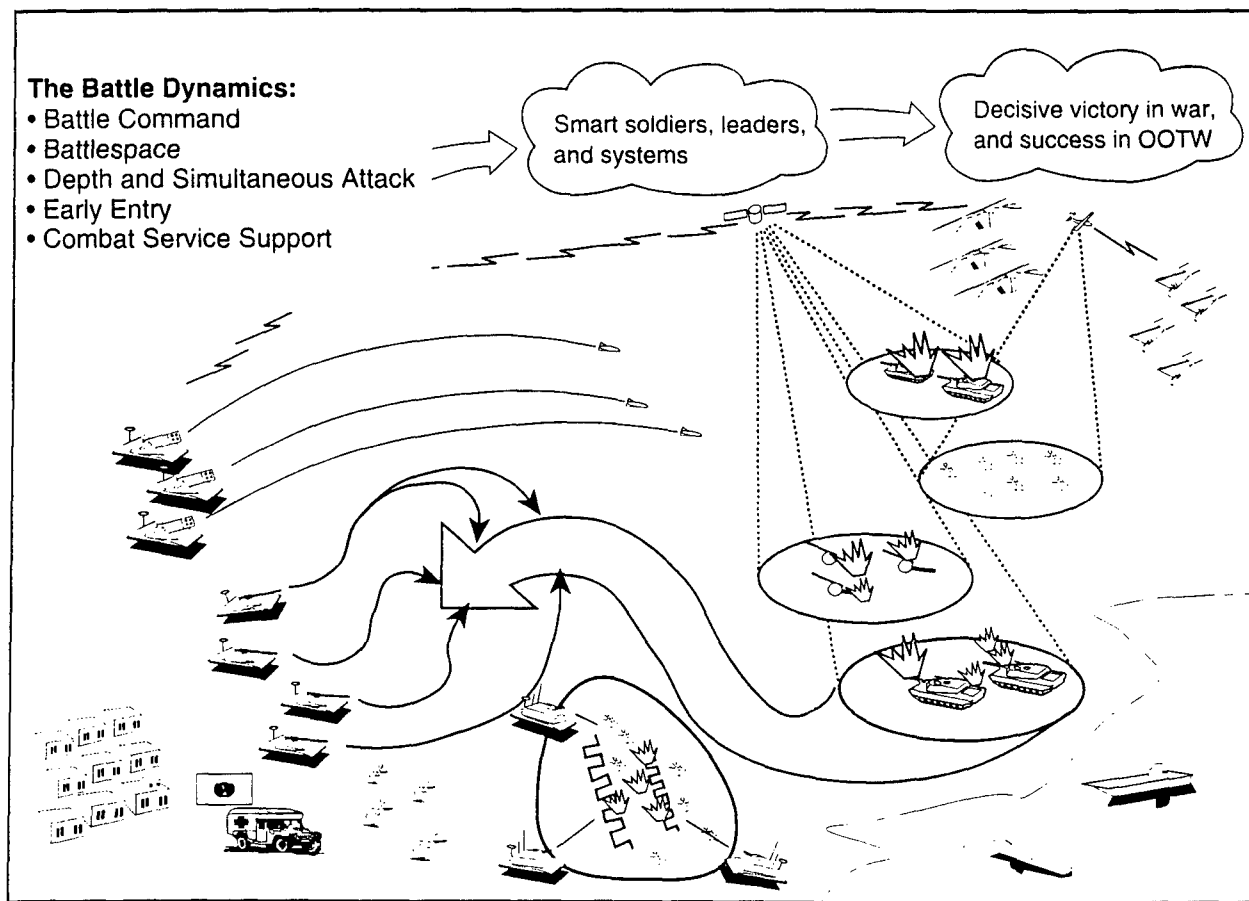 The Battle Dynamics:
• Battle Command
• Battlespace
• Depth and Simultaneous Attack
• Early Entry
• Combat Service Support
Smart soldiers, leaders,
and systems
Decisive victory in war,
and success in OOTW